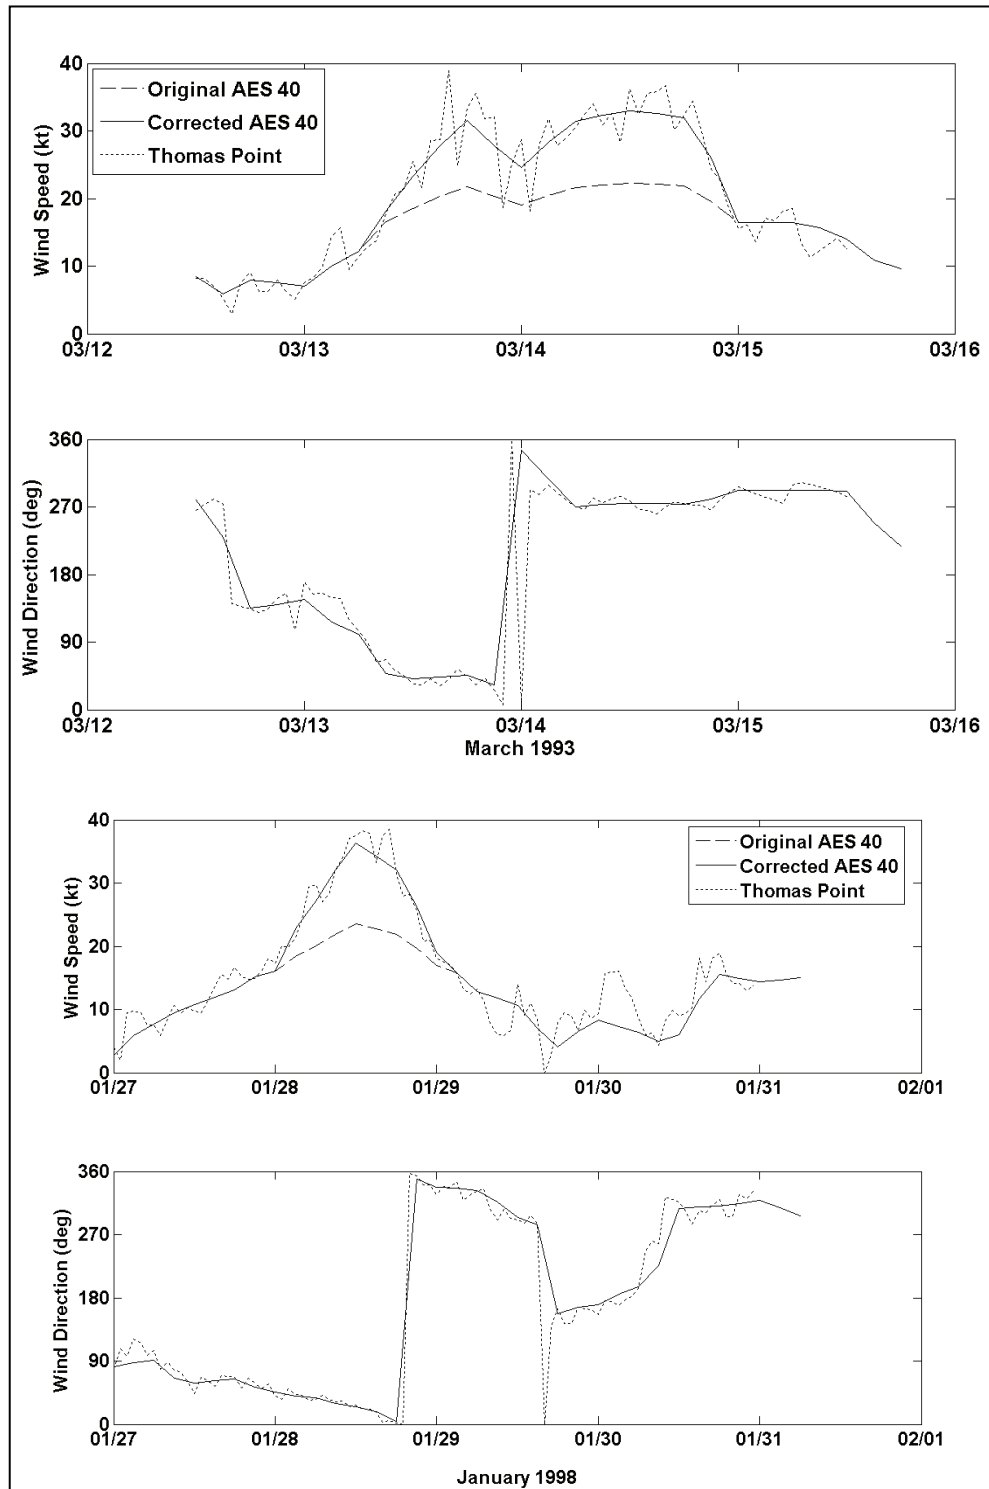 Wind Speed (kt)
40
30
20
10
0
Original AES 40
Corrected AES 40
Thomas Point
03/12 03/13 03/14 03/15 03/16
Wind Direction (deg)
360
270
180
90
0
03/12 03/13 03/14 03/15 03/16
March 1993
Wind Speed (kt)
40
30
20
10
0
Original AES 40
Corrected AES 40
Thomas Point
01/27 01/28 01/29 01/30 01/31 02/01
Wind Direction (deg)
360
270
180
90
0
01/27 01/28 01/29 01/30 01/31 02/01
January 1998